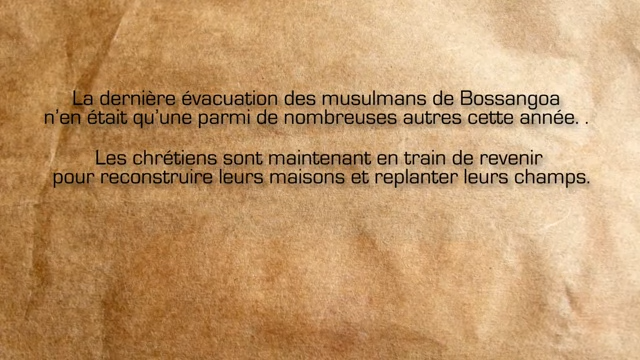 La dernière évacuation des musulmans de Bossangoa
n'en était qu'une parmi de nombreuses autres cette année. .
Les chrétiens sont maintenant en train de revenir
pour reconstruire leurs maisons et replanter leurs champs.